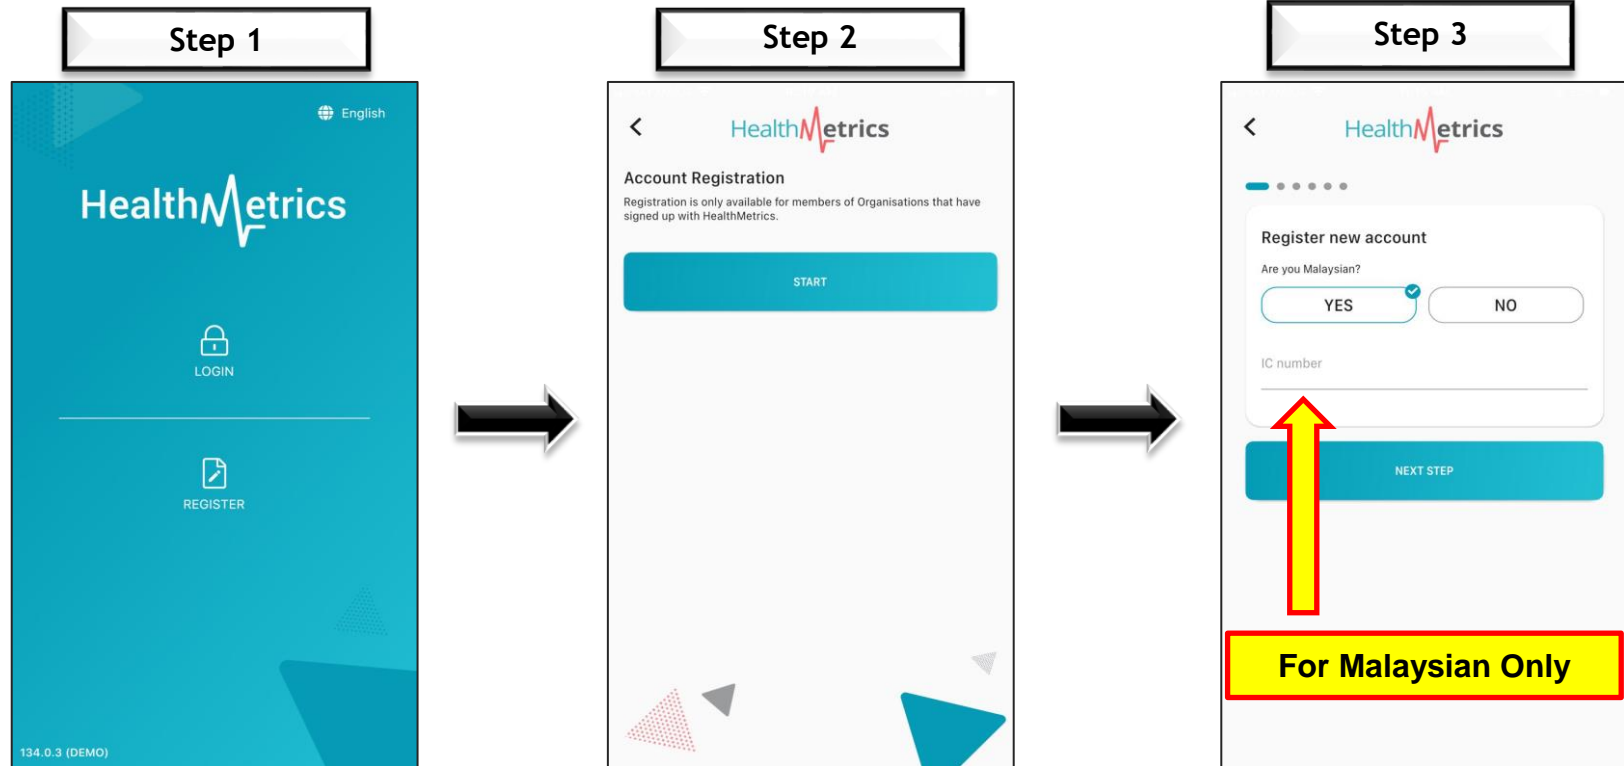 Step 1
English
HealthMetrics
LOGIN
REGISTER
134.0.3 (DEMO)
Step 2
HealthMetrics
Account Registration
Registration is only available for members of Organisations that have
signed up with HealthMetrics.
START
Step 3
HealthMetrics
Register new account
Are you Malaysian?
YES
NO
IC number
NEXT STEP
For Malaysian Only